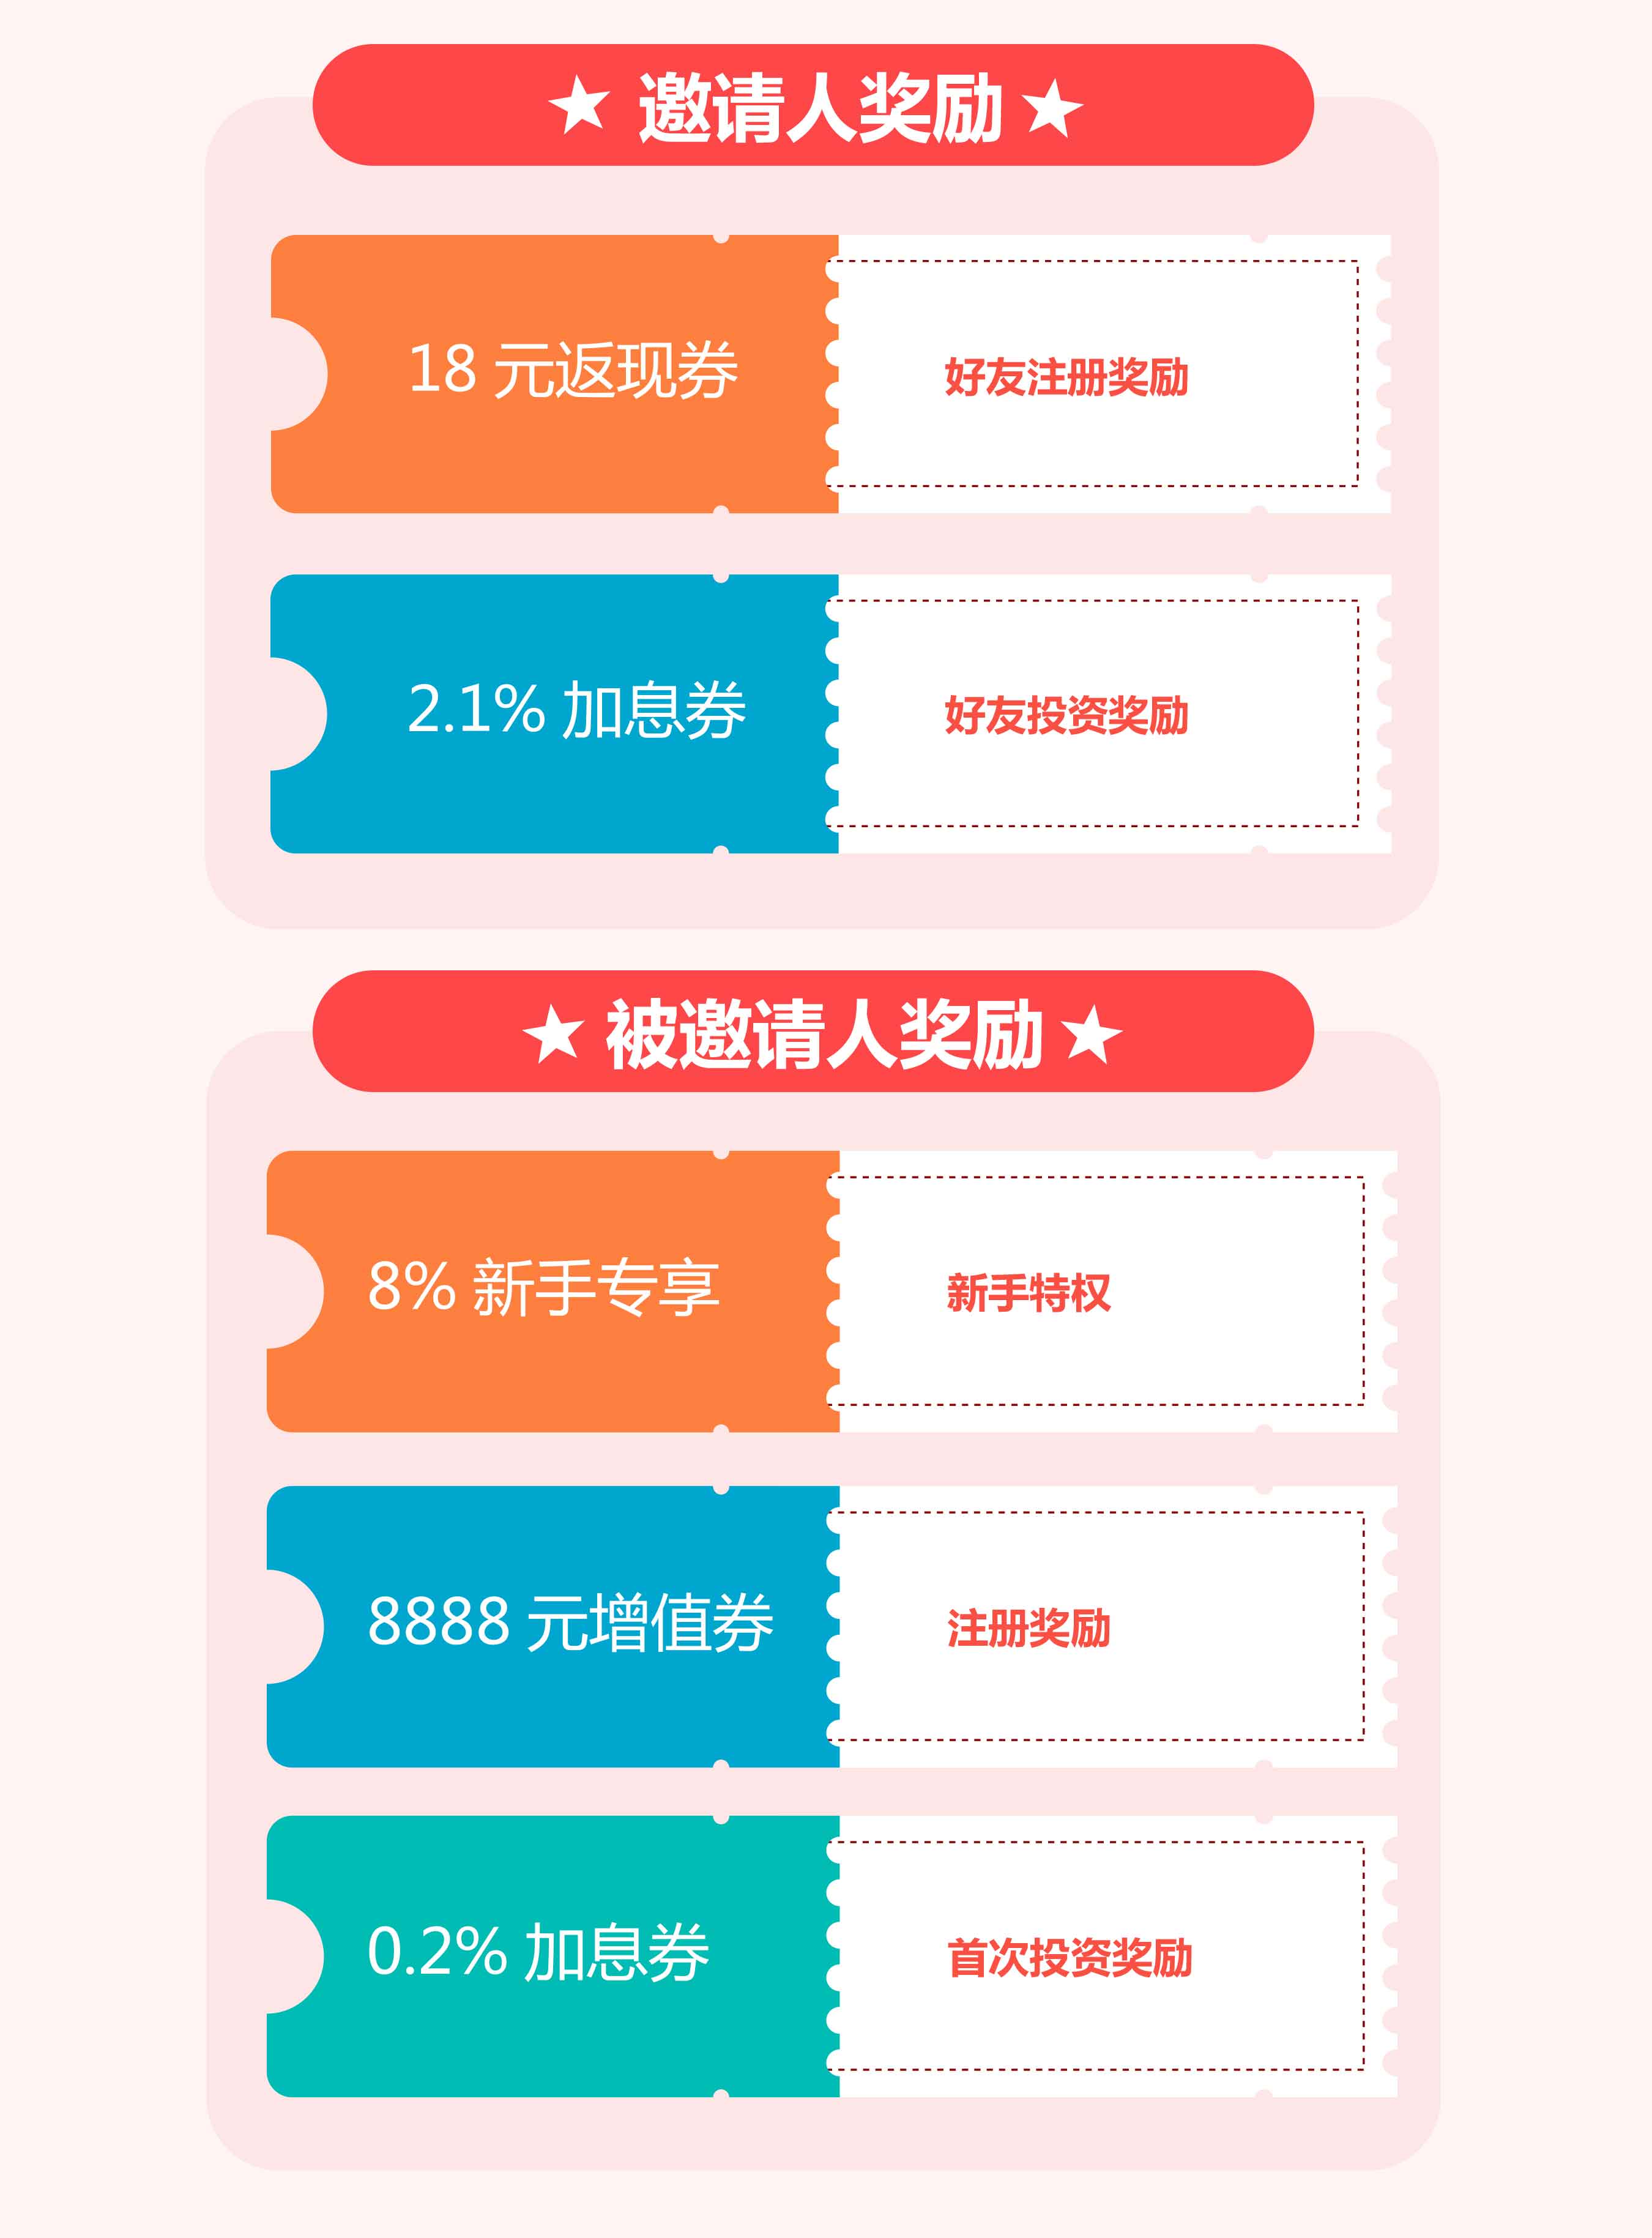 邀请人奖励
18 元返现券
好友注册奖励
2.1% 加息券
好友投资奖励
被邀请人奖励
8% 新手专享
新手特权
8888 元增值券
注册奖励
0.2% 加息券
首次投资奖励